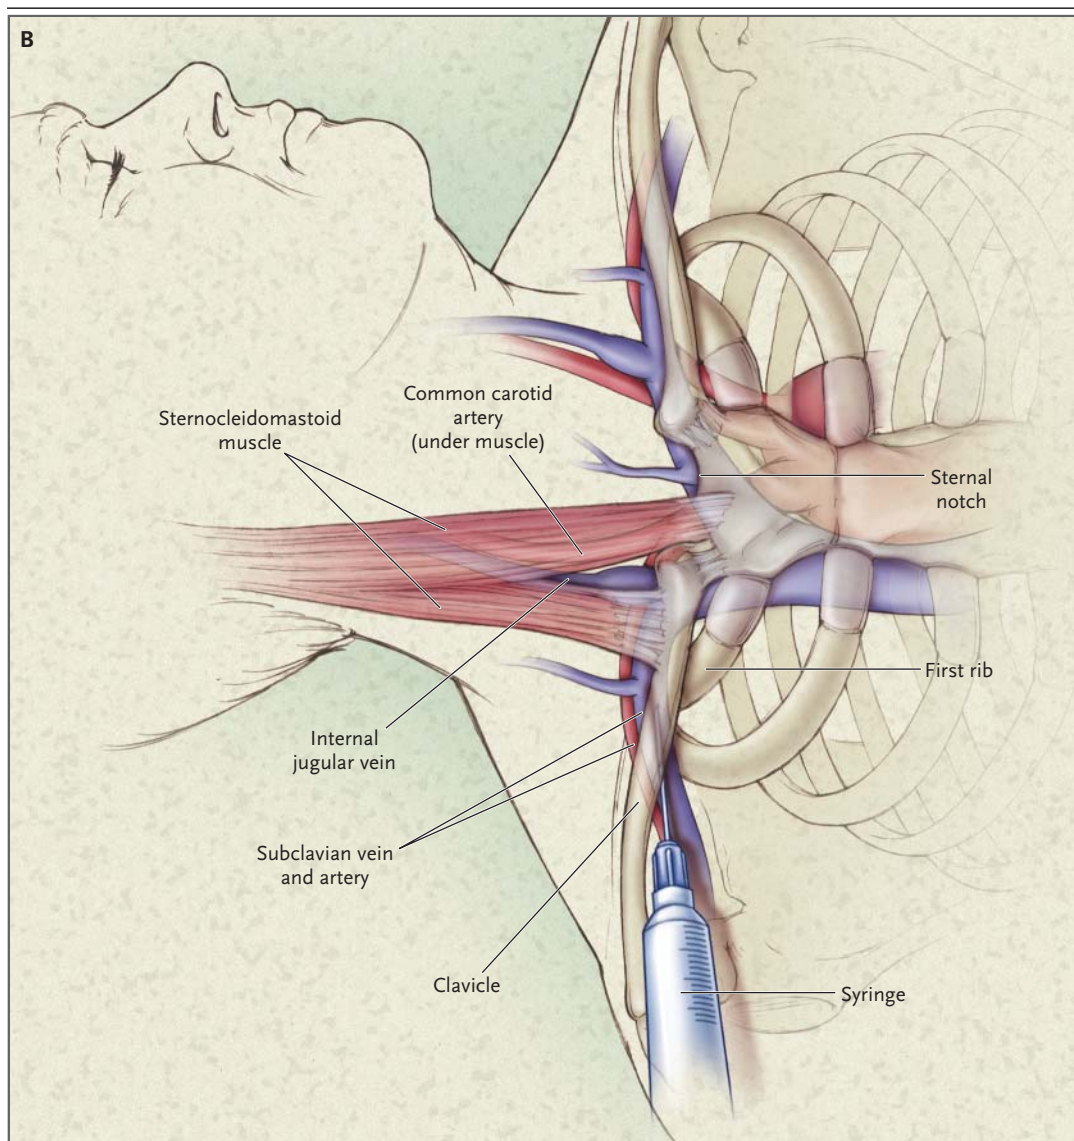 B
Common carotid
artery
(under muscle)
Sternocleidomastoid
muscle
Sternal
notch
First rib
Internal
jugular vein
Subclavian vein
and artery
Clavicle
Syringe